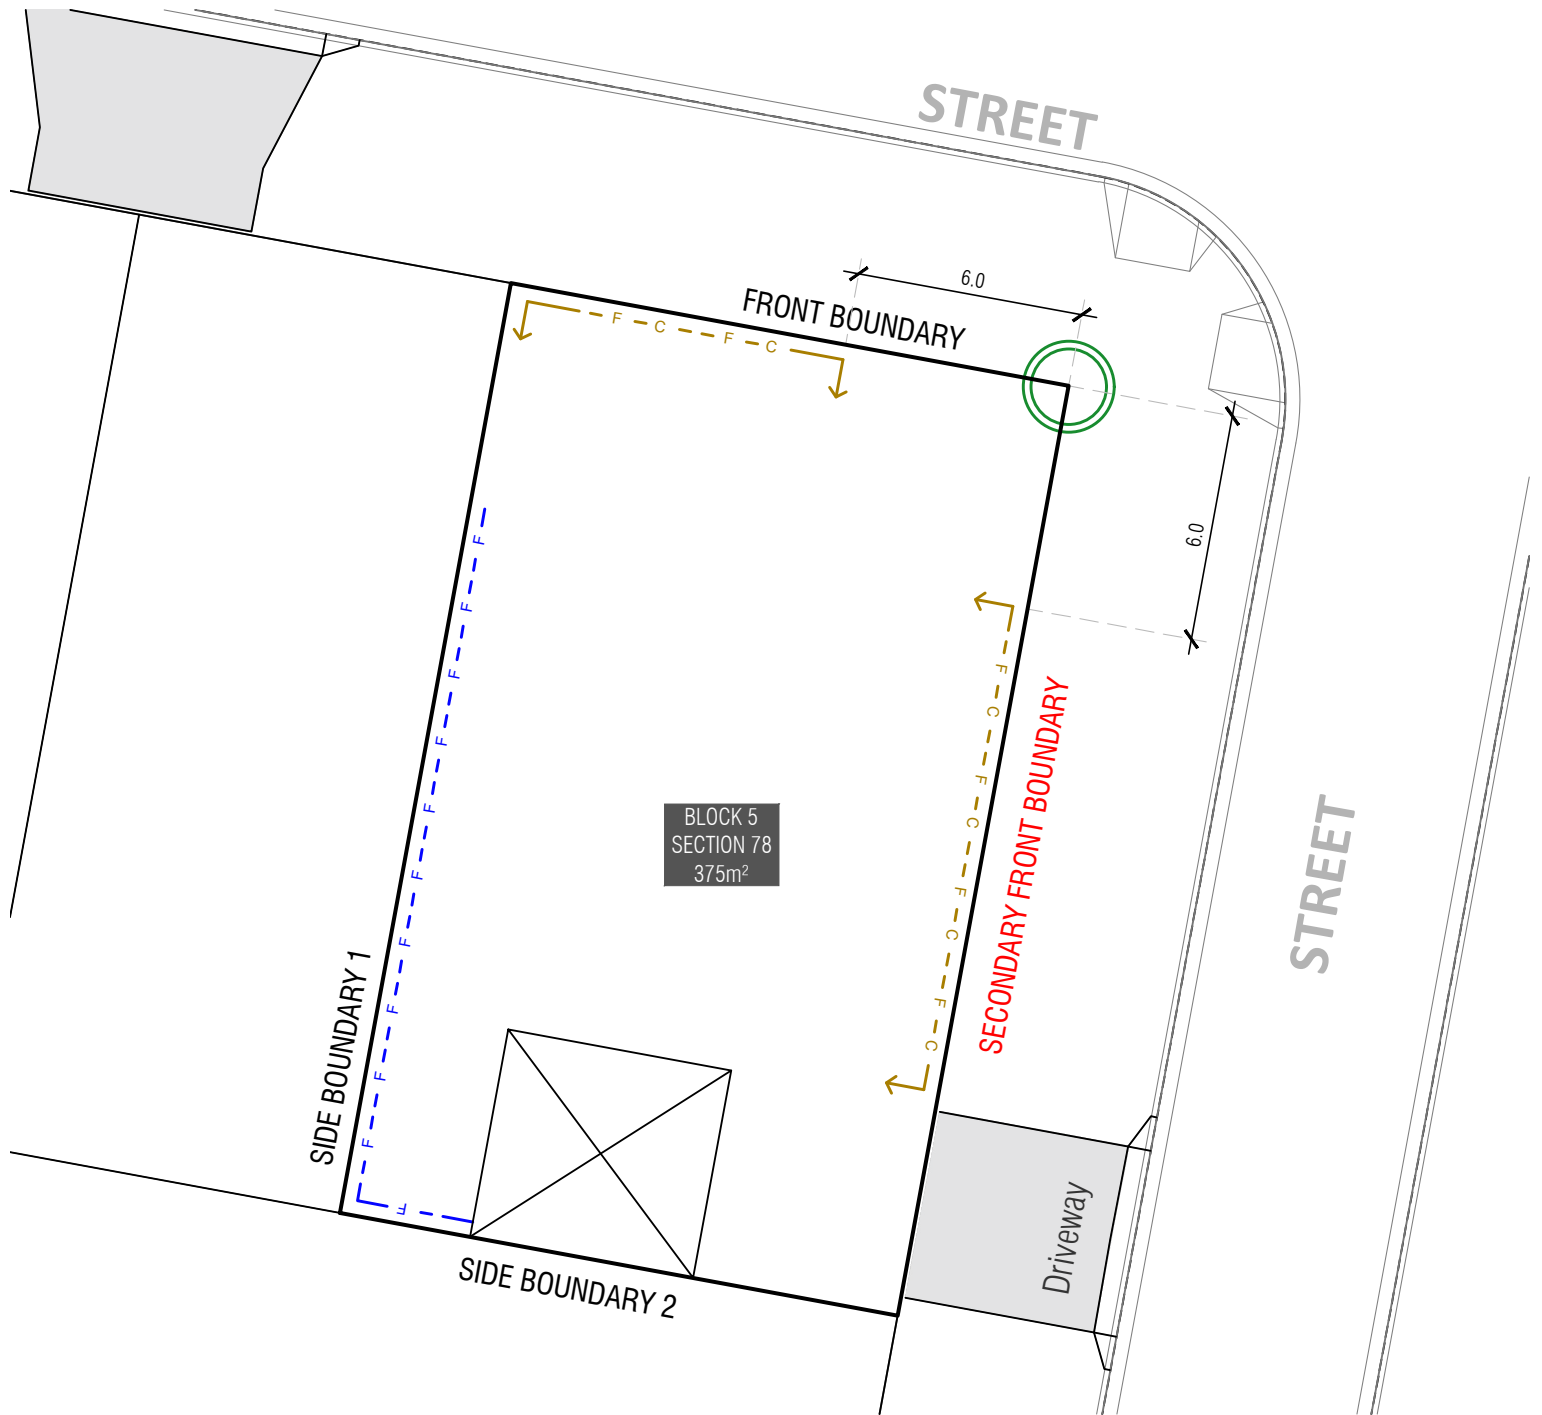 STREET
6.0
FRONT BOUNDARY
F C F C
6.0
F F F F F F F F F F
F C F C F C F C
SECONDARY FRONT BOUNDARY
BLOCK 5
SECTION 78
375m²
STREET
SIDE BOUNDARY 1
F
Driveway
SIDE BOUNDARY 2